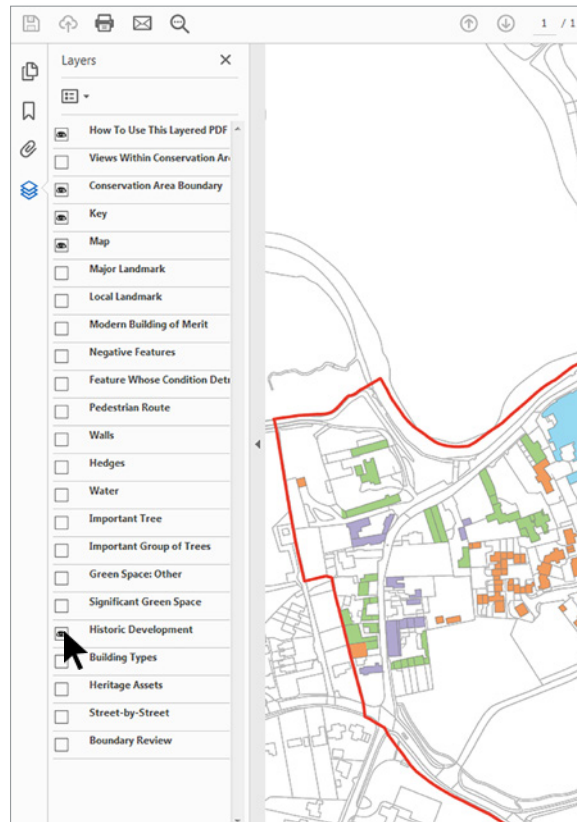 1 / 1
Layers
How To Use This Layered PDF
Views Within Conservation Are
Conservation Area Boundary
Key
Map
Major Landmark
Local Landmark
Modern Building of Merit
Negative Features
Feature Whose Condition Detr
Pedestrian Route
Walls
Hedges
Water
Important Tree
Important Group of Trees
Green Space: Other
Significant Green Space
Historic Development
Building Types
Heritage Assets
Street-by-Street
Boundary Review